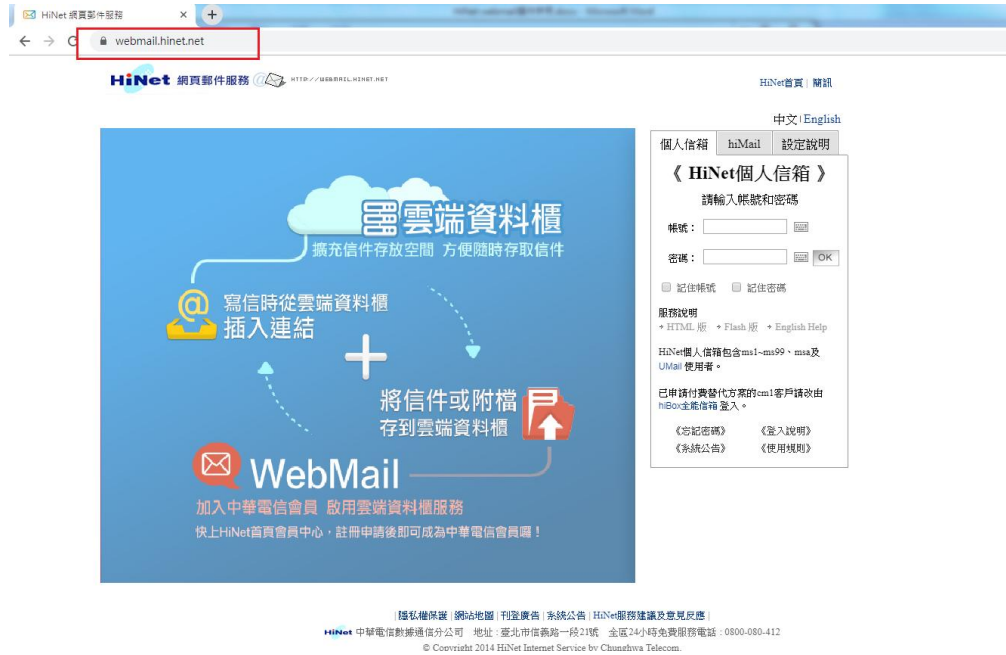 HiNet 網頁郵件服務
webmail.hinet.net
HiNet 網頁郵件服務 HTTP://WEBMAIL.HINET.NET
HiNet首頁 | 簡訊
中文 | English
個人信箱 hiMail 設定說明
《 HiNet個人信箱 》
請輸入帳號和密碼
帳號：
密碼： OK
記住帳號 記住密碼
服務說明
HTML 版 Flash 版 English Help
HiNet個人信箱包含ms1~ms99、msa及
UMail 使用者。
已申請付費替代方案的cm1客戶請改由
hiBox全能信箱 登入。
《忘記密碼》 《登入說明》
《系統公告》 《使用規則》
雲端資料櫃
擴充信件存放空間 方便隨時存取信件
@ 寫信時從雲端資料櫃
插入連結
將信件或附檔
存到雲端資料櫃
WebMail
加入中華電信會員 啟用雲端資料櫃服務
快上HiNet首頁會員中心，註冊申請後即可成為中華電信會員囉！
| 隱私權保護 | 網站地圖 | 刊登廣告 | 系統公告 | HiNet服務建議及意見反應 |
HiNet 中華電信數據通信分公司 地址 : 臺北市信義路一段21號 全區24小時免費服務電話 : 0800-080-412
© Copyright 2014 HiNet Internet Service by Chunghwa Telecom.